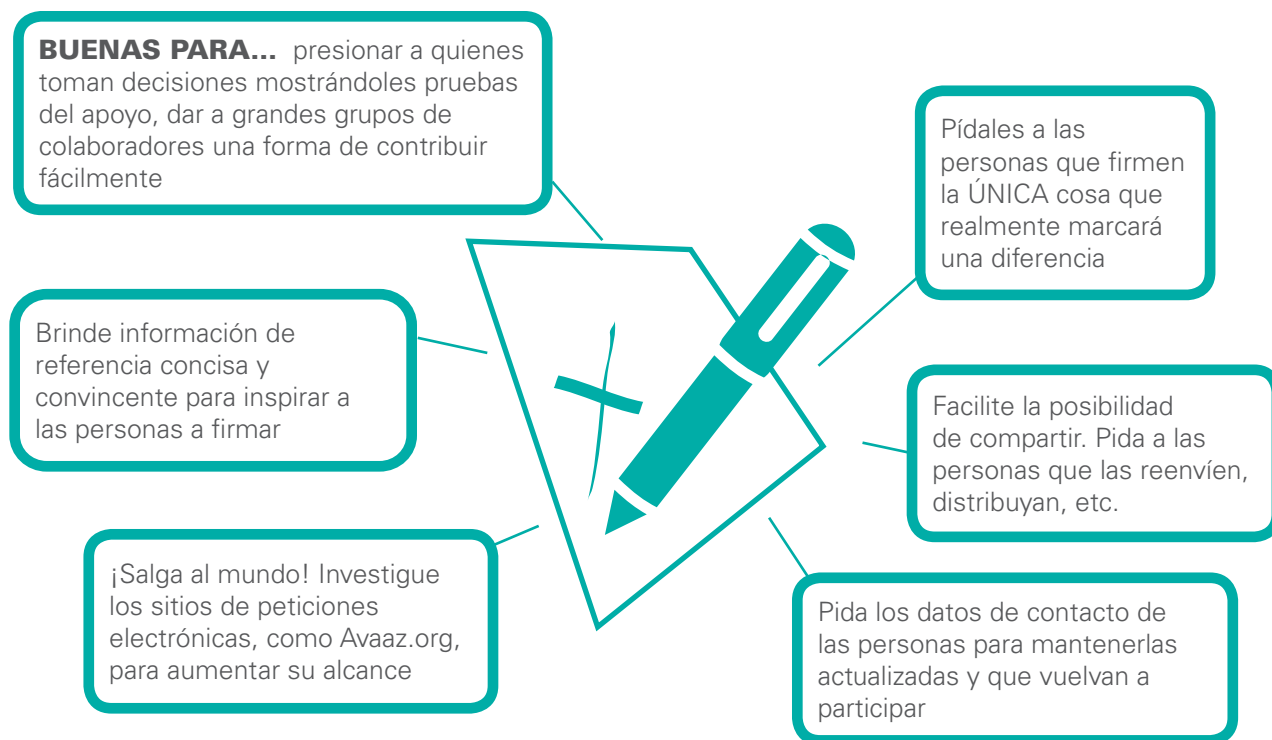 BUENAS PARA... presionar a quienes
toman decisiones mostrándoles pruebas
del apoyo, dar a grandes grupos de
colaboradores una forma de contribuir
fácilmente
Pídales a las
personas que firmen
la ÚNICA cosa que
realmente marcará
una diferencia
Brinde información de
referencia concisa y
convincente para inspirar a
las personas a firmar
Facilite la posibilidad
de compartir. Pida a las
personas que las reenvíen,
distribuyan, etc.
¡Salga al mundo! Investigue
los sitios de peticiones
electrónicas, como Avaaz.org,
para aumentar su alcance
Pida los datos de contacto de
las personas para mantenerlas
actualizadas y que vuelvan a
participar